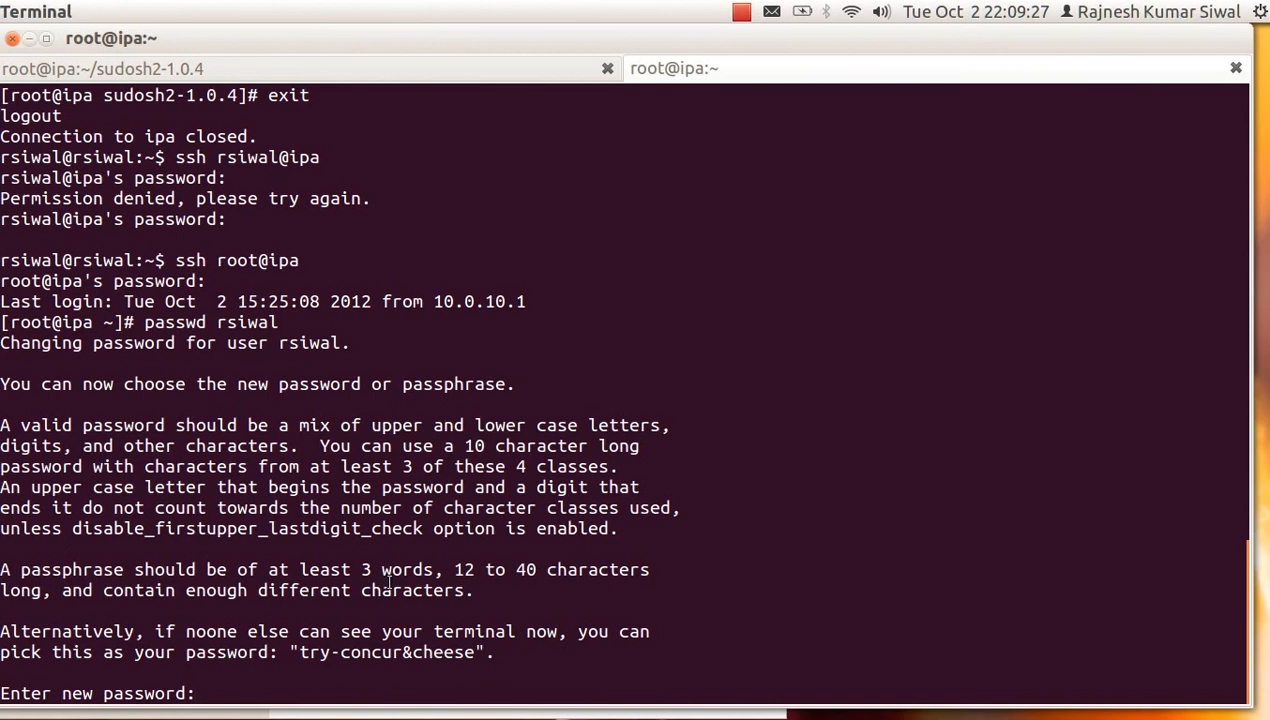 Terminal
Tue Oct 2 22:09:27
Rajnesh Kumar Siwal
root@ipa:~
root@ipa:~/sudosh2-1.0.4
root@ipa:~
[root@ipa sudosh2-1.0.4]# exit
logout
Connection to ipa closed.
rsiwal@rsiwal:~$ ssh rsiwal@ipa
rsiwal@ipa's password:
Permission denied, please try again.
rsiwal@ipa's password:
rsiwal@rsiwal:~$ ssh root@ipa
root@ipa's password:
Last login: Tue Oct  2 15:25:08 2012 from 10.0.10.1
[root@ipa ~]# passwd rsiwal
Changing password for user rsiwal.
You can now choose the new password or passphrase.
A valid password should be a mix of upper and lower case letters,
digits, and other characters.  You can use a 10 character long
password with characters from at least 3 of these 4 classes.
An upper case letter that begins the password and a digit that
ends it do not count towards the number of character classes used,
unless disable_firstupper_lastdigit_check option is enabled.
A passphrase should be of at least 3 words, 12 to 40 characters
long, and contain enough different characters.
Alternatively, if noone else can see your terminal now, you can
pick this as your password: "try-concur&cheese".
Enter new password: